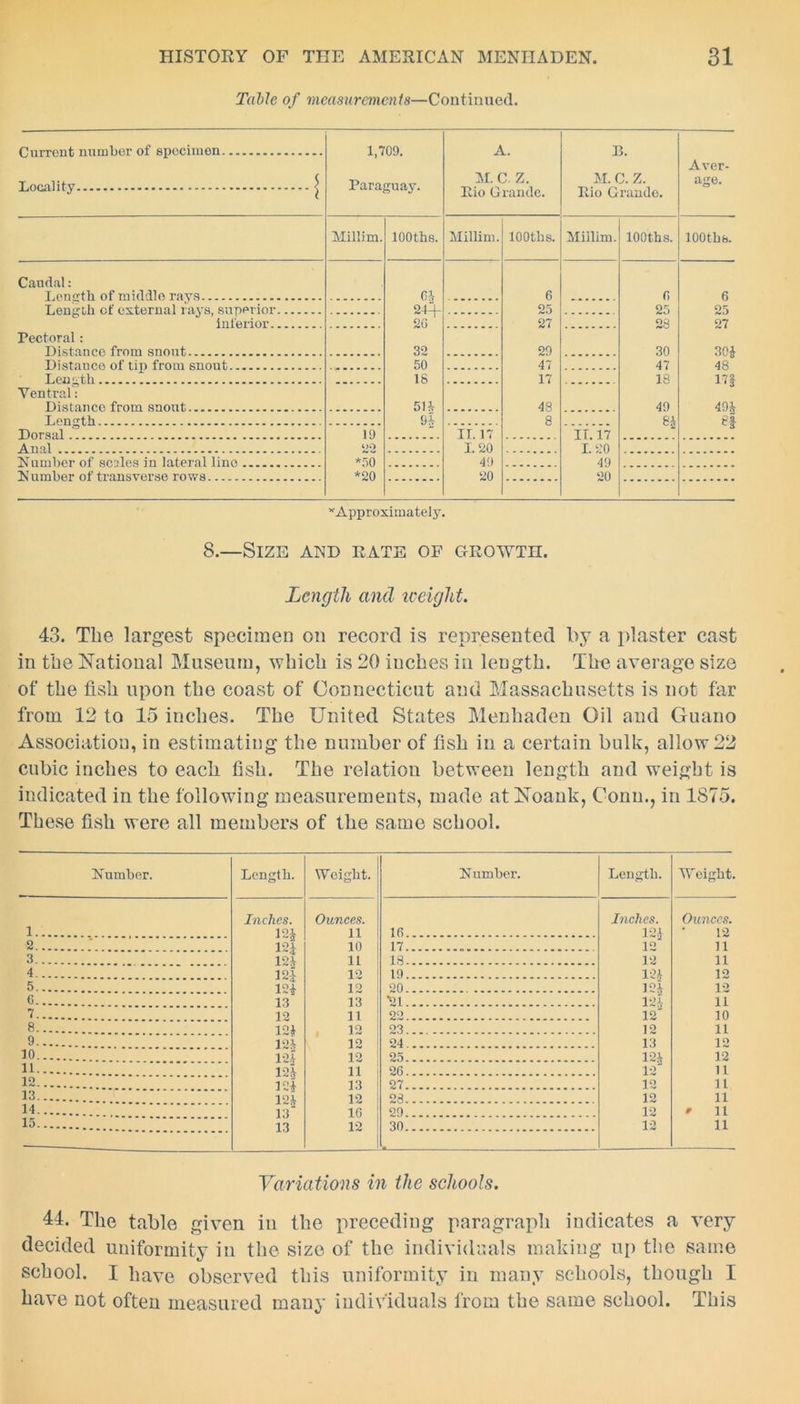 HISTORY OF THE AMERICAN MENHADEN. 31
Table of measurements—Continued.
Current number of specimen 1,709. A. B. Aver-age.
Locality Paraguay. M. C. Z. Rio Grande. M. C. Z. Rio Grande.
Millim. 100ths. Millim. 100ths. Millim. 100ths. 100ths.
Caudal:
Length of middle rays 6½ 6 6 6
Length of external rays, superior 24+ 25 25 25
inferior 26 27 28 27
Pectoral:
Distance from snout 32 29 30 30⅓
Distance of tip from snout 50 47 47 48
Length 18 17 18 17⅔
Ventral:
Distance from snout 51½ 48 49 49½
Length 9½ 8 8½ 8⅔
Dorsal 19 II. 17 II. 17
Anal 22 I. 20 I. 20
Number of scales in lateral line *50 49 49
Number of transverse rows *20 20 20
*Approximately.
8.—SIZE AND RATE OF GROWTH.
Length and weight.
43. The largest specimen on record is represented by a plaster cast
in the National Museum, which is 20 inches in length. The average size
of the fish upon the coast of Connecticut and Massachusetts is not far
from 12 to 15 inches. The United States Menhaden Oil and Guano
Association, in estimating the number of fish in a certain bulk, allow 22
cubic inches to each fish. The relation between length and weight is
indicated in the following measurements, made at Noank, Conn., in 1875.
These fish were all members of the same school.
Number. Length. Weight. Number. Length. Weight.
Inches. Ounces. Inches. Ounces.
1 12½ 11 16 12½ 12
2 12¼ 10 17 12 11
3 12½ 11 18 12 11
4 12¼ 12 19 12½ 12
5 12½ 12 20 12½ 12
6 13 13 21 12½ 11
7 12 11 22 12 10
8 12½ 12 23 12 11
9 12½ 12 24 13 12
10 12½ 12 25 12½ 12
11 12½ 11 26 12 11
12 12½ 13 27 12 11
13 12½ 12 28 12 11
14 13 16 29 12 11
15 13 12 30 12 11
Variations in the schools.
44. The table given in the preceding paragraph indicates a very
decided uniformity in the size of the individuals making up the same
school. I have observed this uniformity in many schools, though I
have not often measured many individuals from the same school. This